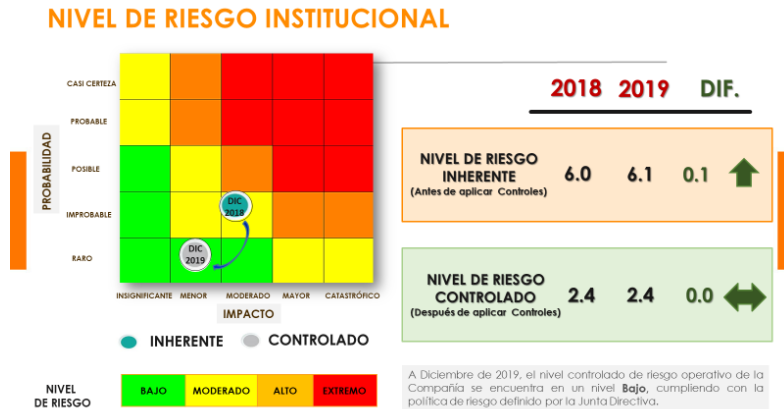 NIVEL DE RIESGO INSTITUCIONAL
PROBABILIDAD
CASI CERTEZA
PROBABLE
POSIBLE
IMPROBABLE
RARO
DIC
2018
DIC
2019
INSIGNIFICANTE MENOR MODERADO MAYOR CATASTRÓFICO
IMPACTO
INHERENTE CONTROLADO
NIVEL
DE RIESGO
BAJO MODERADO ALTO EXTREMO
2018 2019 DIF.
NIVEL DE RIESGO
INHERENTE
(Antes de aplicar Controles)
6.0 6.1 0.1
NIVEL DE RIESGO
CONTROLADO
(Después de aplicar Controles)
2.4 2.4 0.0
A Diciembre de 2019, el nivel controlado de riesgo operativo de la
Compañía se encuentra en un nivel Bajo, cumpliendo con la
política de riesgo definido por la Junta Directiva.